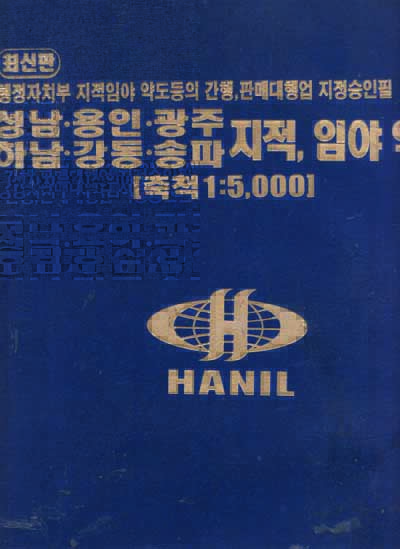 최신판
행정자치부 지적임야 약도등의 간행,판매대행업 지정승인필
성남·용인·광주
하남·강동·송파 지적, 임야
[축척 1:5,000]
HANIL